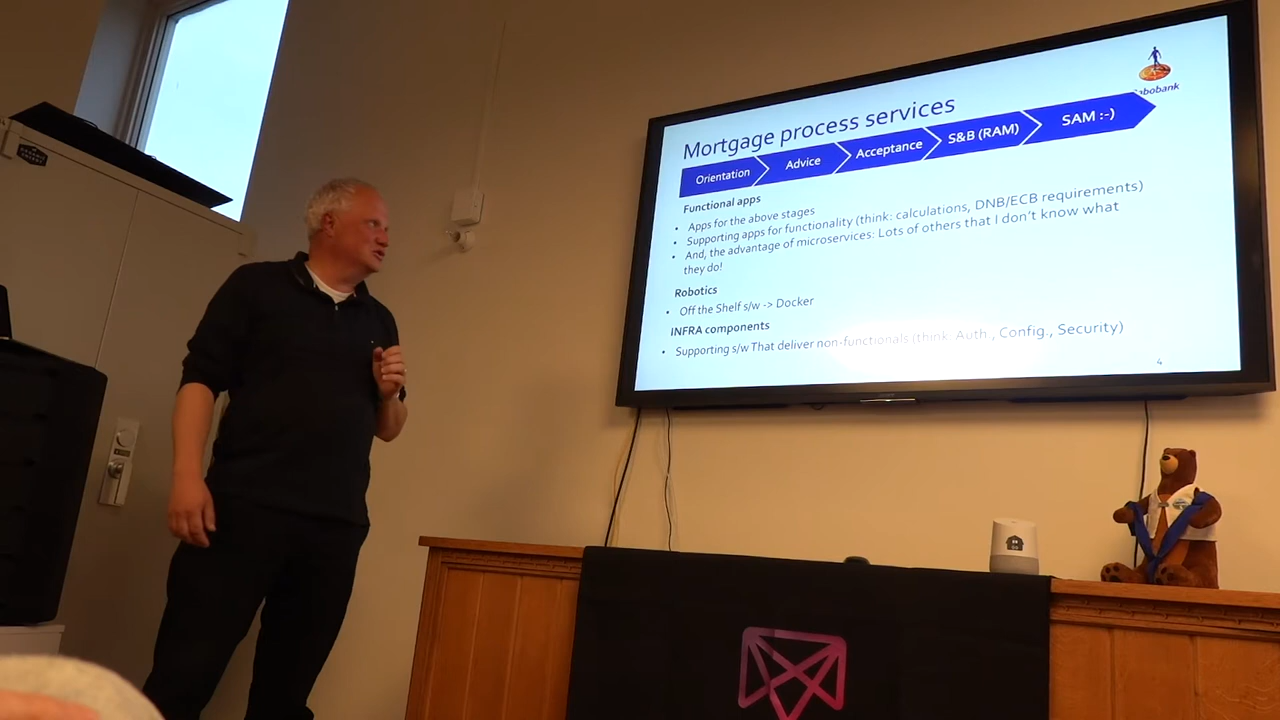 Rabobank
Mortgage process services
Orientation
Advice
Acceptance
S&B (RAM)
SAM :-)
Functional apps
• Apps for the above stages
• Supporting apps for functionality (think: calculations, DNB/ECB requirements)
• And, the advantage of microservices: Lots of others that I don't know what
they do!
Robotics
• Off the Shelf s/w -> Docker
INFRA components
• Supporting s/w That deliver non-functionals (think: Auth., Config., Security)
4